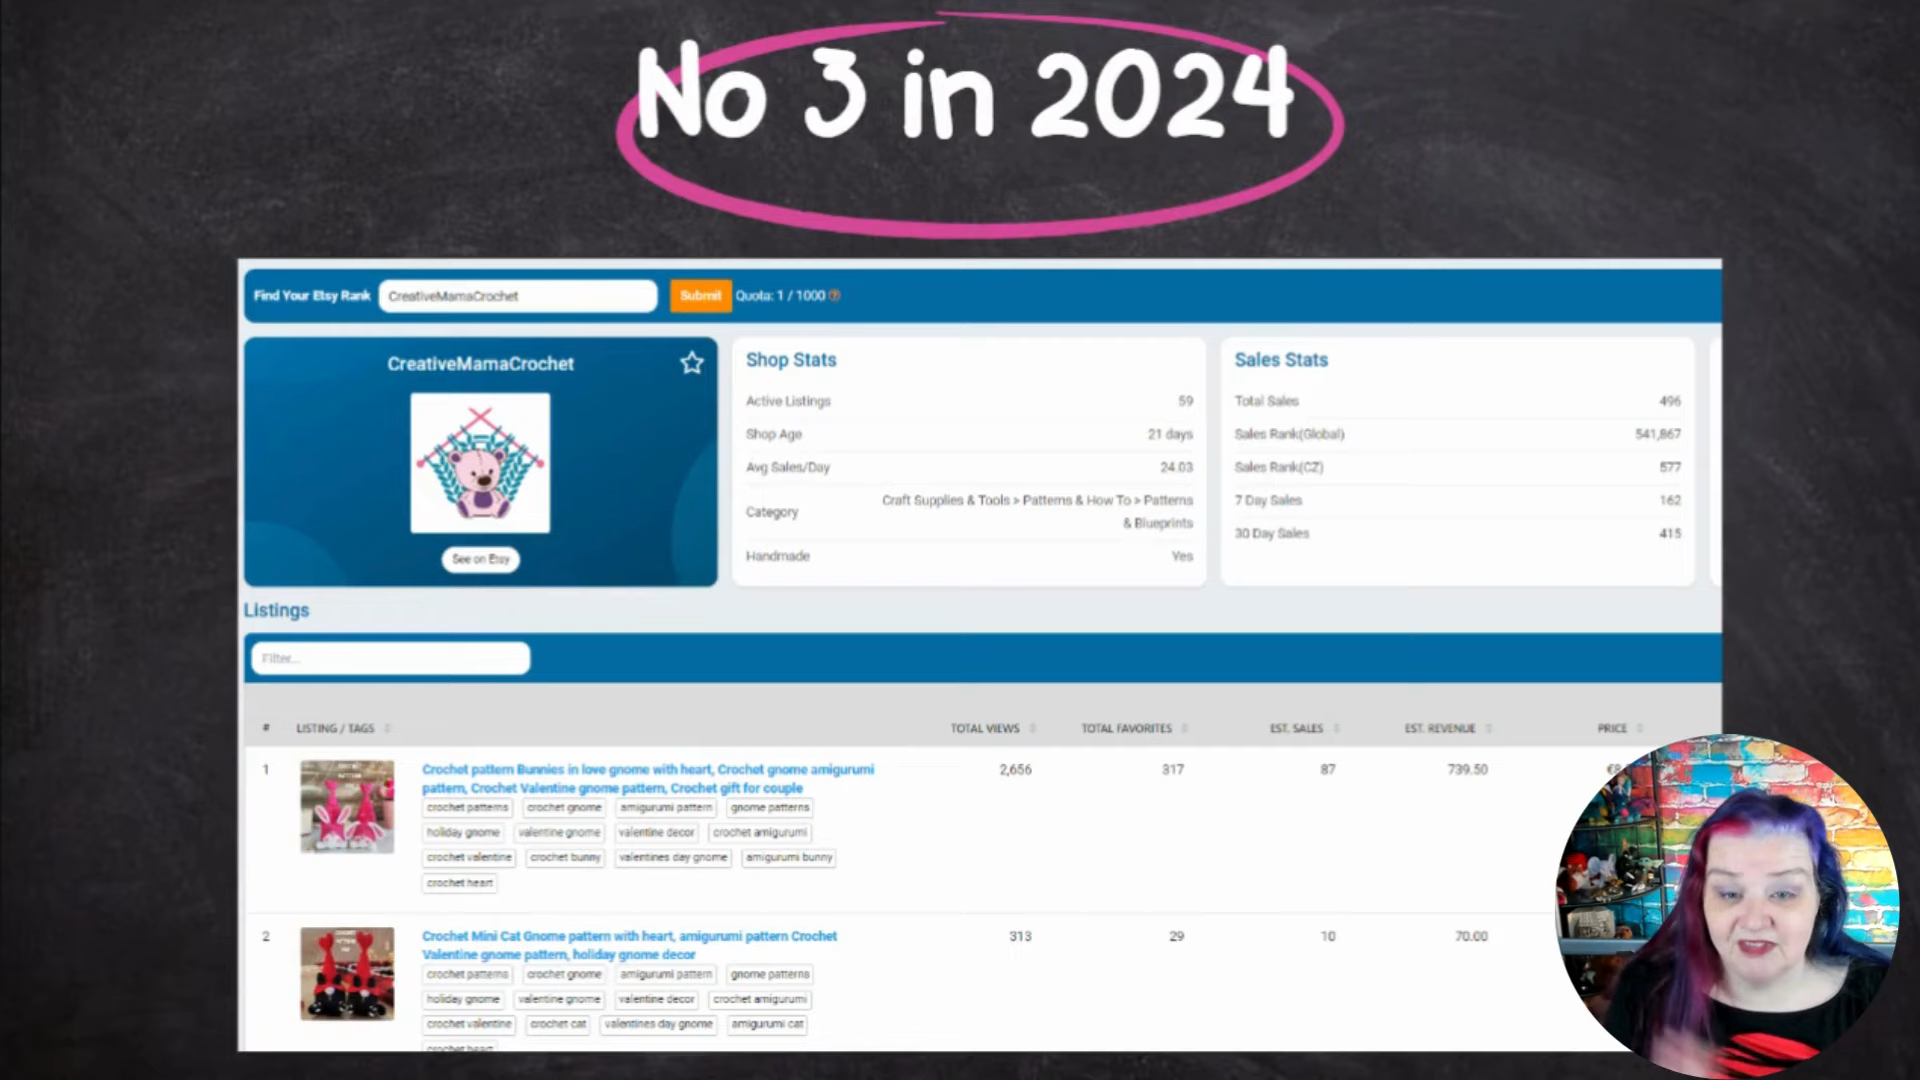 No 3 in 2024
Find Your Etsy Rank CreativeMamaCrochet Submit Quota: 1 / 1000
CreativeMamaCrochet
See on Etsy
Shop Stats
Active Listings 59
Shop Age 21 days
Avg Sales/Day 24.03
Category Craft Supplies & Tools > Patterns & How To > Patterns & Blueprints
Handmade Yes
Sales Stats
Total Sales 496
Sales Rank(Global) 541,867
Sales Rank(CZ) 577
7 Day Sales 162
30 Day Sales 415
Listings
Filter...
# LISTING / TAGS TOTAL VIEWS TOTAL FAVORITES EST. SALES EST. REVENUE PRICE
1 Crochet pattern Bunnies in love gnome with heart, Crochet gnome amigurumi 2,656 317 87 739.50
pattern, Crochet Valentine gnome pattern, Crochet gift for couple
crochet patterns crochet gnome amigurumi pattern gnome patterns
holiday gnome valentine gnome valentine decor crochet amigurumi
crochet valentine crochet bunny valentines day gnome amigurumi bunny
crochet heart
2 Crochet Mini Cat Gnome pattern with heart, amigurumi pattern Crochet 313 29 10 70.00
Valentine gnome pattern, holiday gnome decor
crochet patterns crochet gnome amigurumi pattern gnome patterns
holiday gnome valentine gnome valentine decor crochet amigurumi
crochet valentine crochet cat valentines day gnome amigurumi cat
crochet heart